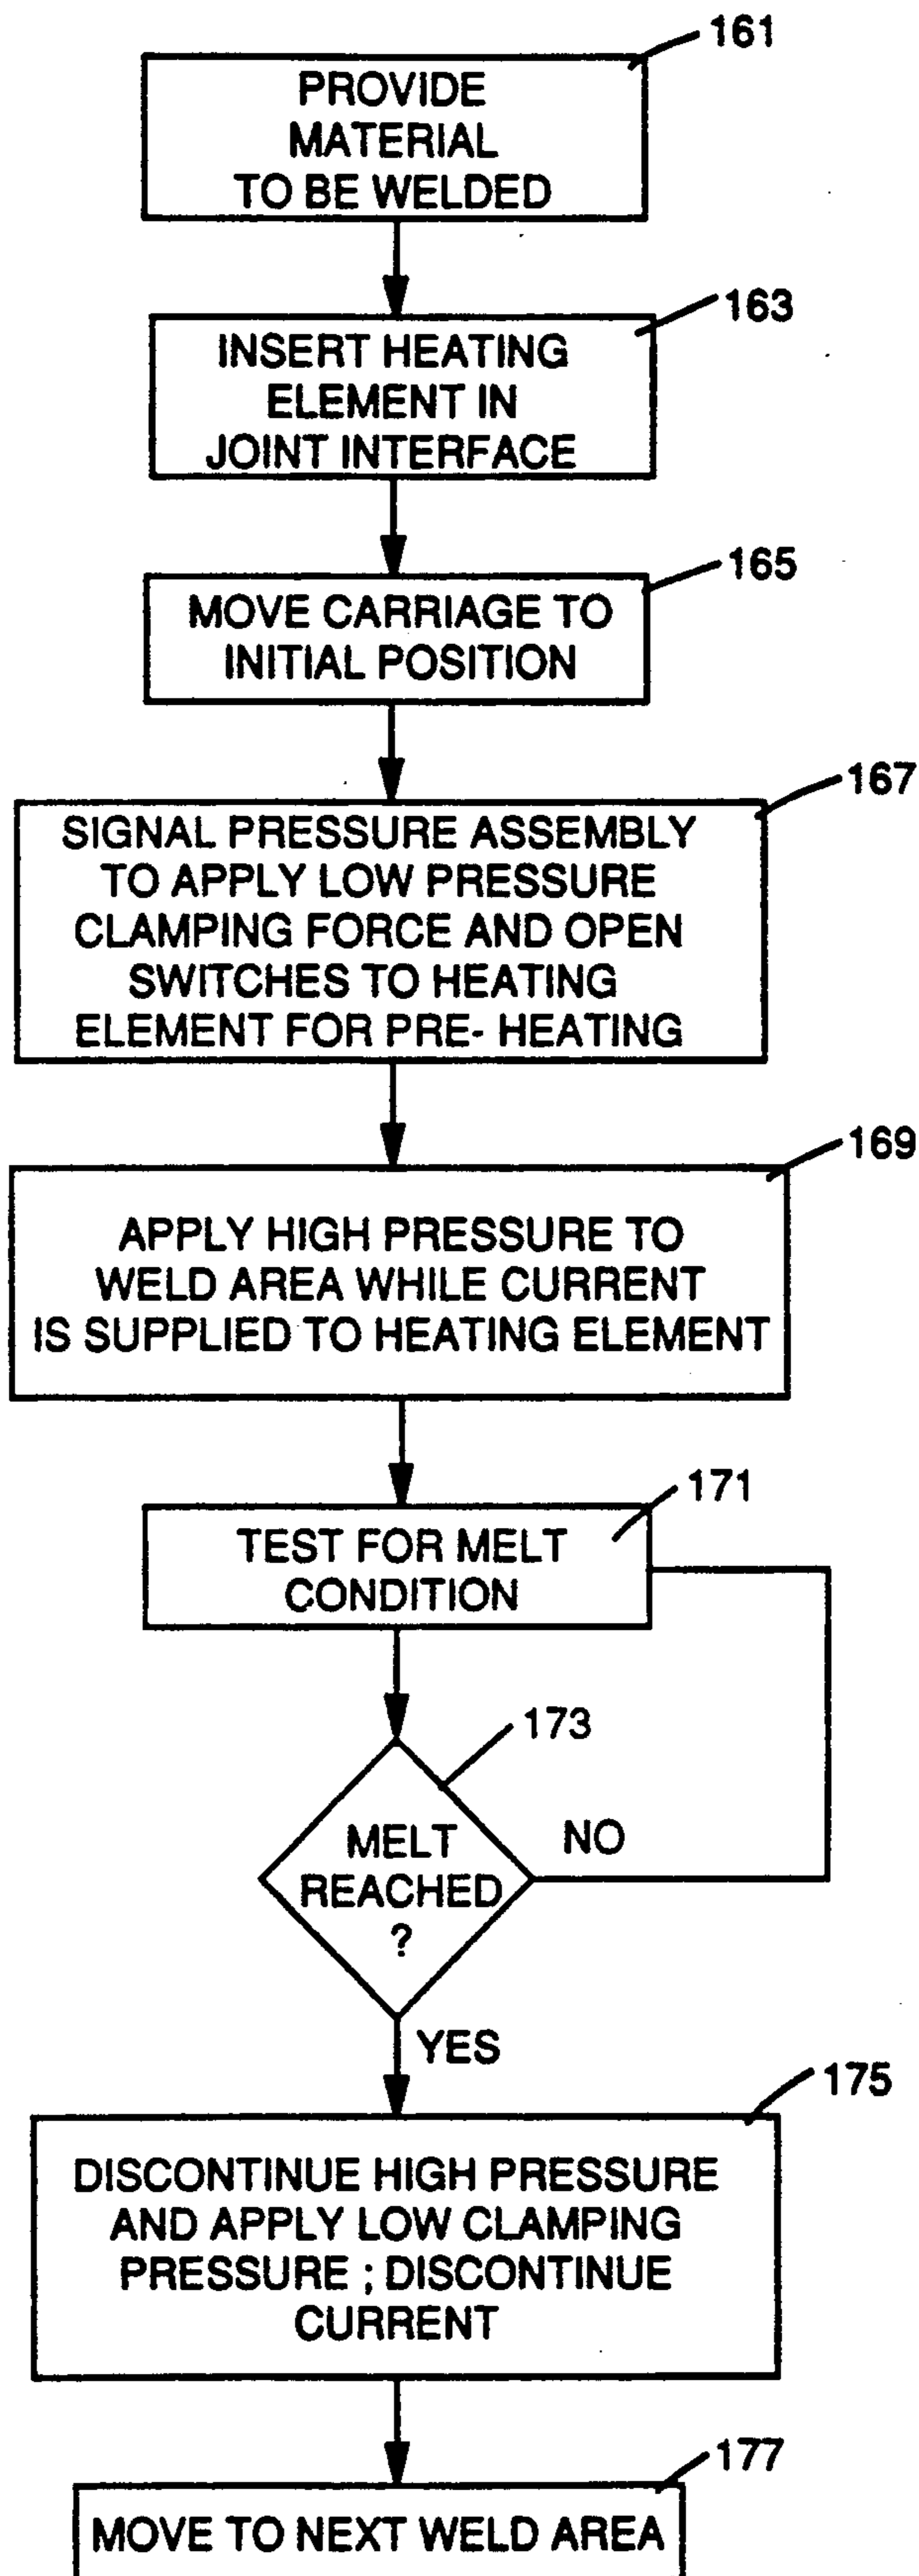 161
PROVIDE
MATERIAL
TO BE WELDED
163
INSERT HEATING
ELEMENT IN
JOINT INTERFACE
165
MOVE CARRIAGE TO
INITIAL POSITION
167
SIGNAL PRESSURE ASSEMBLY
TO APPLY LOW PRESSURE
CLAMPING FORCE AND OPEN
SWITCHES TO HEATING
ELEMENT FOR PRE- HEATING
169
APPLY HIGH PRESSURE TO
WELD AREA WHILE CURRENT
IS SUPPLIED TO HEATING ELEMENT
171
TEST FOR MELT
CONDITION
173
MELT
REACHED
?
NO
YES
175
DISCONTINUE HIGH PRESSURE
AND APPLY LOW CLAMPING
PRESSURE ; DISCONTINUE
CURRENT
177
MOVE TO NEXT WELD AREA